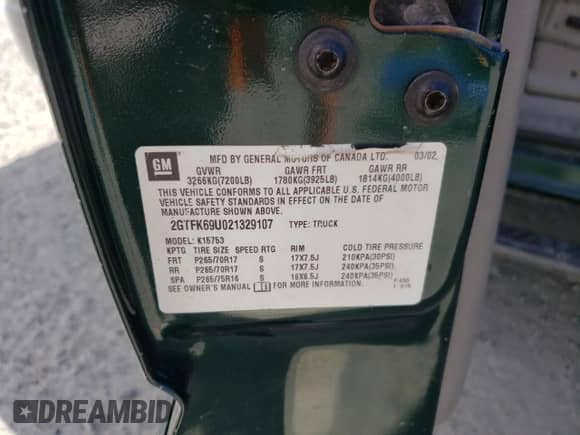 GM
MFD BY GENERAL MOTORS OF CANADA LTD. 03/02
GVWR GAWR FRT GAWR RR
3266KG(7200LB) 1780KG(3925LB) 1814KG(4000LB)
THIS VEHICLE CONFORMS TO ALL APPLICABLE U.S. FEDERAL MOTOR
VEHICLE SAFETY STANDARDS IN EFFECT ON THE DATE OF
MANUFACTURE SHOWN ABOVE.
2GTFK69U021329107 TYPE: TRUCK
MODEL: K15753
KPTG TIRE SIZE SPEED RTG RIM COLD TIRE PRESSURE
FRT P265/70R17 S 17X7.5J 210KPA(30PSI)
RR P265/70R17 S 17X7.5J 240KPA(35PSI)
SPA P265/75R16 S 16X6.5J 240KPA(35PSI)
SEE OWNER'S MANUAL FOR MORE INFORMATION.
DREAMBID